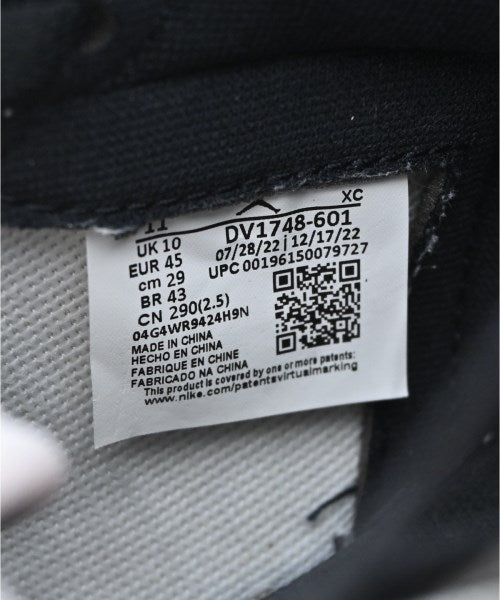 11 XC
UK 10 DV1748-601
EUR 45 07/28/22 | 12/17/22
cm 29 UPC 00196150079727
BR 43
CN 290(2.5)
04G4WR9424H9N
MADE IN CHINA
HECHO EN CHINA
FABRIQUE EN CHINE
FABRICADO NA CHINA
This product is covered by one or more patents:
www.nike.com/patentsvirtualmarking